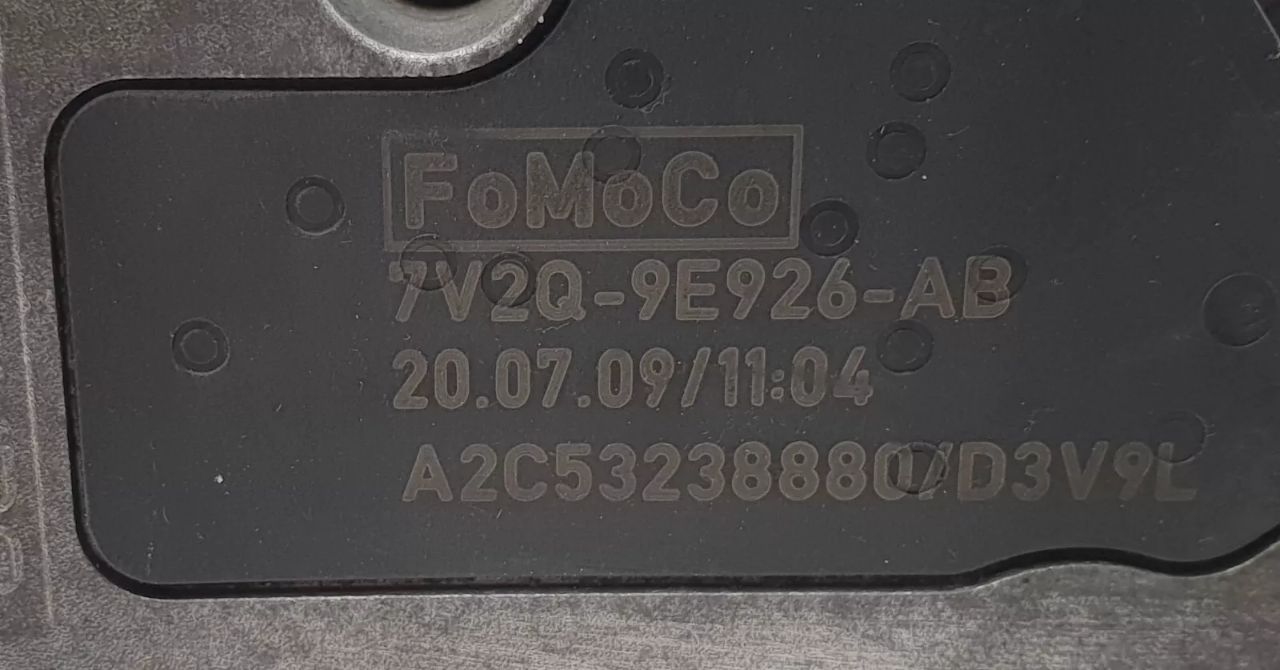 FoMoCo
7V2Q-9E926-AB
20.07.09/11:04
A2C53238880/D3V9L